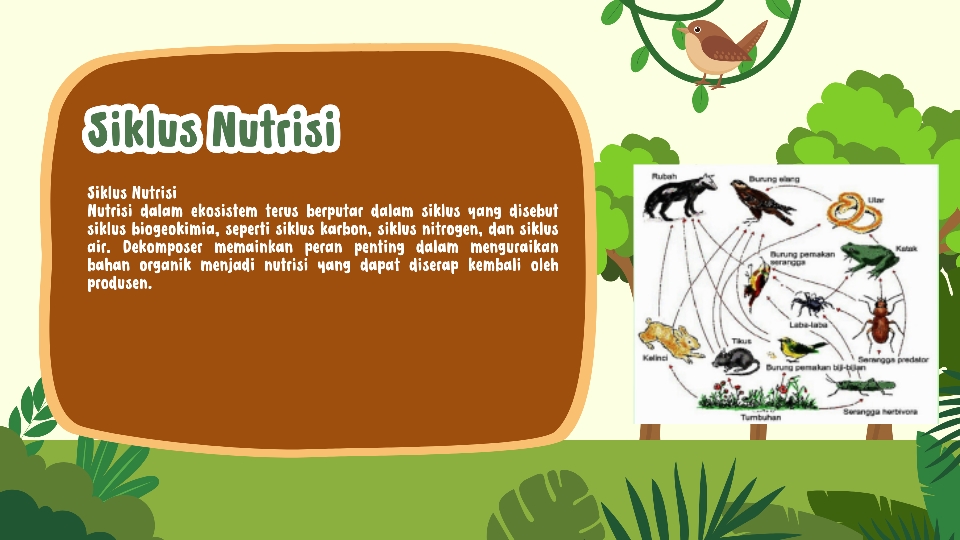 Siklus Nutrisi
Siklus Nutrisi
Nutrisi dalam ekosistem terus berputar dalam siklus yang disebut
siklus biogeokimia, seperti siklus karbon, siklus nitrogen, dan siklus
air. Dekomposer memainkan peran penting dalam menguraikan
bahan organik menjadi nutrisi yang dapat diserap kembali oleh
produsen.
Rubah
Burung elang
Ular
Katak
Burung pemakan
serangga
Laba-laba
Kelinci
Tikus
Serangga predator
Burung pemakan biji-bijian
Serangga herbivora
Tumbuhan